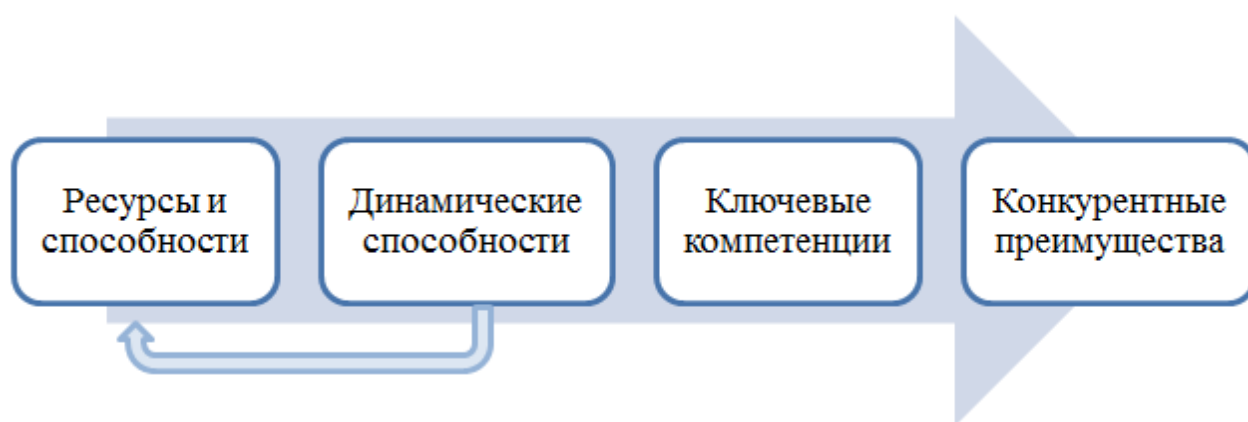 Ресурсы и
способности
Динамические
способности
Ключевые
компетенции
Конкурентные
преимущества